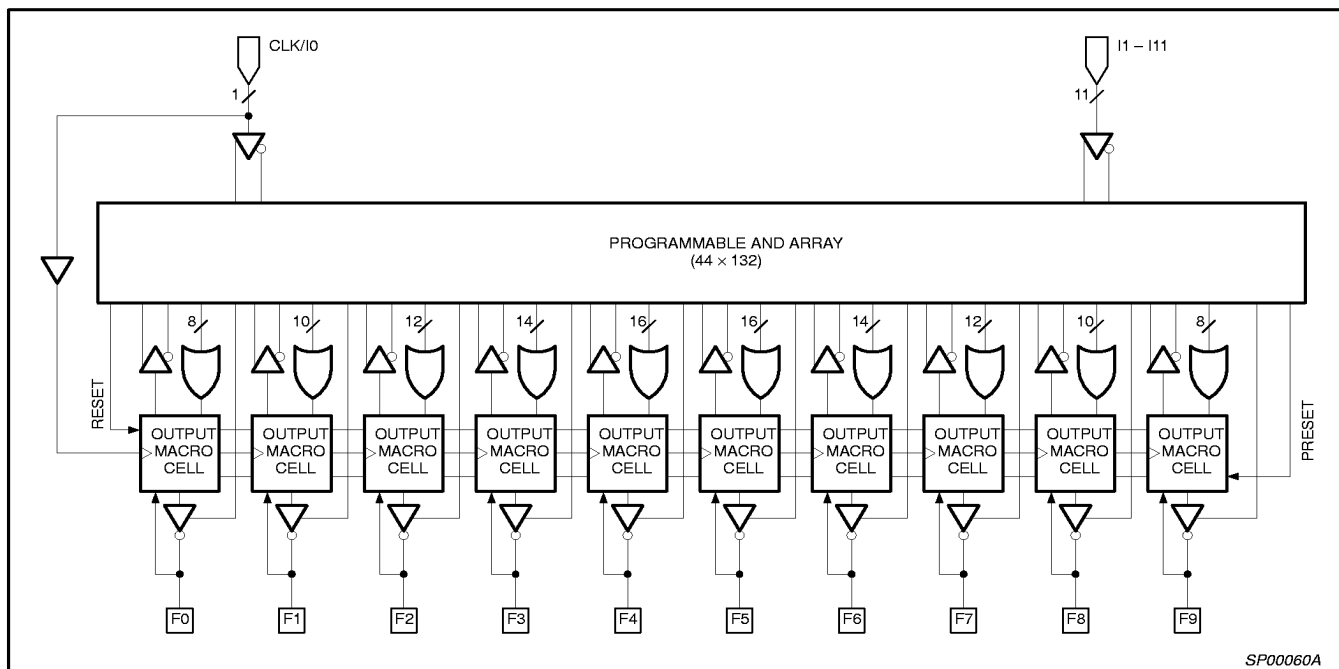 CLK/I0
I1 – I11
1
11
PROGRAMMABLE AND ARRAY
(44 × 132)
8
10
12
14
16
16
14
12
10
8
RESET
PRESET
OUTPUT
MACRO
CELL
OUTPUT
MACRO
CELL
OUTPUT
MACRO
CELL
OUTPUT
MACRO
CELL
OUTPUT
MACRO
CELL
OUTPUT
MACRO
CELL
OUTPUT
MACRO
CELL
OUTPUT
MACRO
CELL
OUTPUT
MACRO
CELL
OUTPUT
MACRO
CELL
F0
F1
F2
F3
F4
F5
F6
F7
F8
F9
SP00060A